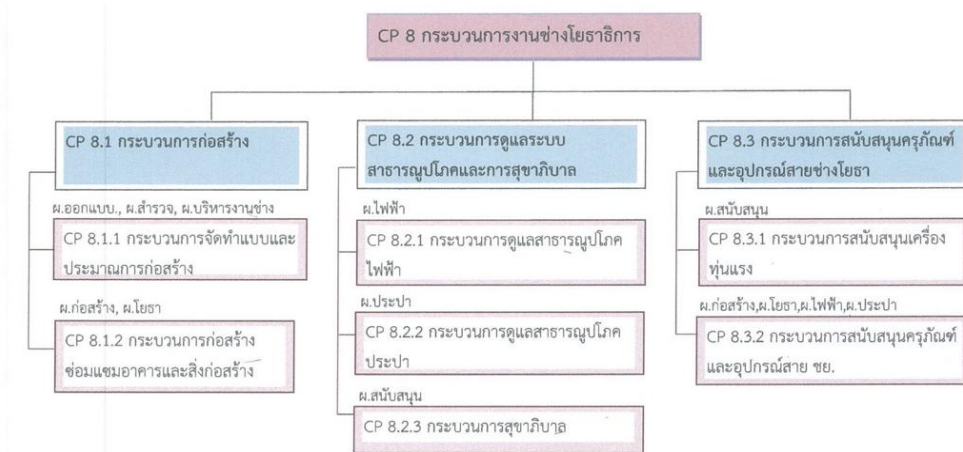 CP 8 กระบวนการงานช่างโยธาธิการ
CP 8.1 กระบวนการก่อสร้าง
ผ.ออกแบบ., ผ.สำรวจ, ผ.บริหารงานช่าง
CP 8.1.1 กระบวนการจัดทำแบบและ
ประมาณการก่อสร้าง
ผ.ก่อสร้าง, ผ.โยธา
CP 8.1.2 กระบวนการก่อสร้าง
ซ่อมแซมอาคารและสิ่งก่อสร้าง
CP 8.2 กระบวนการดูแลระบบ
สาธารณูปโภคและการสุขาภิบาล
ผ.ไฟฟ้า
CP 8.2.1 กระบวนการดูแลสาธารณูปโภค
ไฟฟ้า
ผ.ประปา
CP 8.2.2 กระบวนการดูแลสาธารณูปโภค
ประปา
ผ.สนับสนุน
CP 8.2.3 กระบวนการสุขาภิบาล
CP 8.3 กระบวนการสนับสนุนครุภัณฑ์
และอุปกรณ์สายช่างโยธา
ผ.สนับสนุน
CP 8.3.1 กระบวนการสนับสนุนเครื่อง
ทุ่นแรง
ผ.ก่อสร้าง,ผ.โยธา,ผ.ไฟฟ้า,ผ.ประปา
CP 8.3.2 กระบวนการสนับสนุนครุภัณฑ์
และอุปกรณ์สาย ชย.